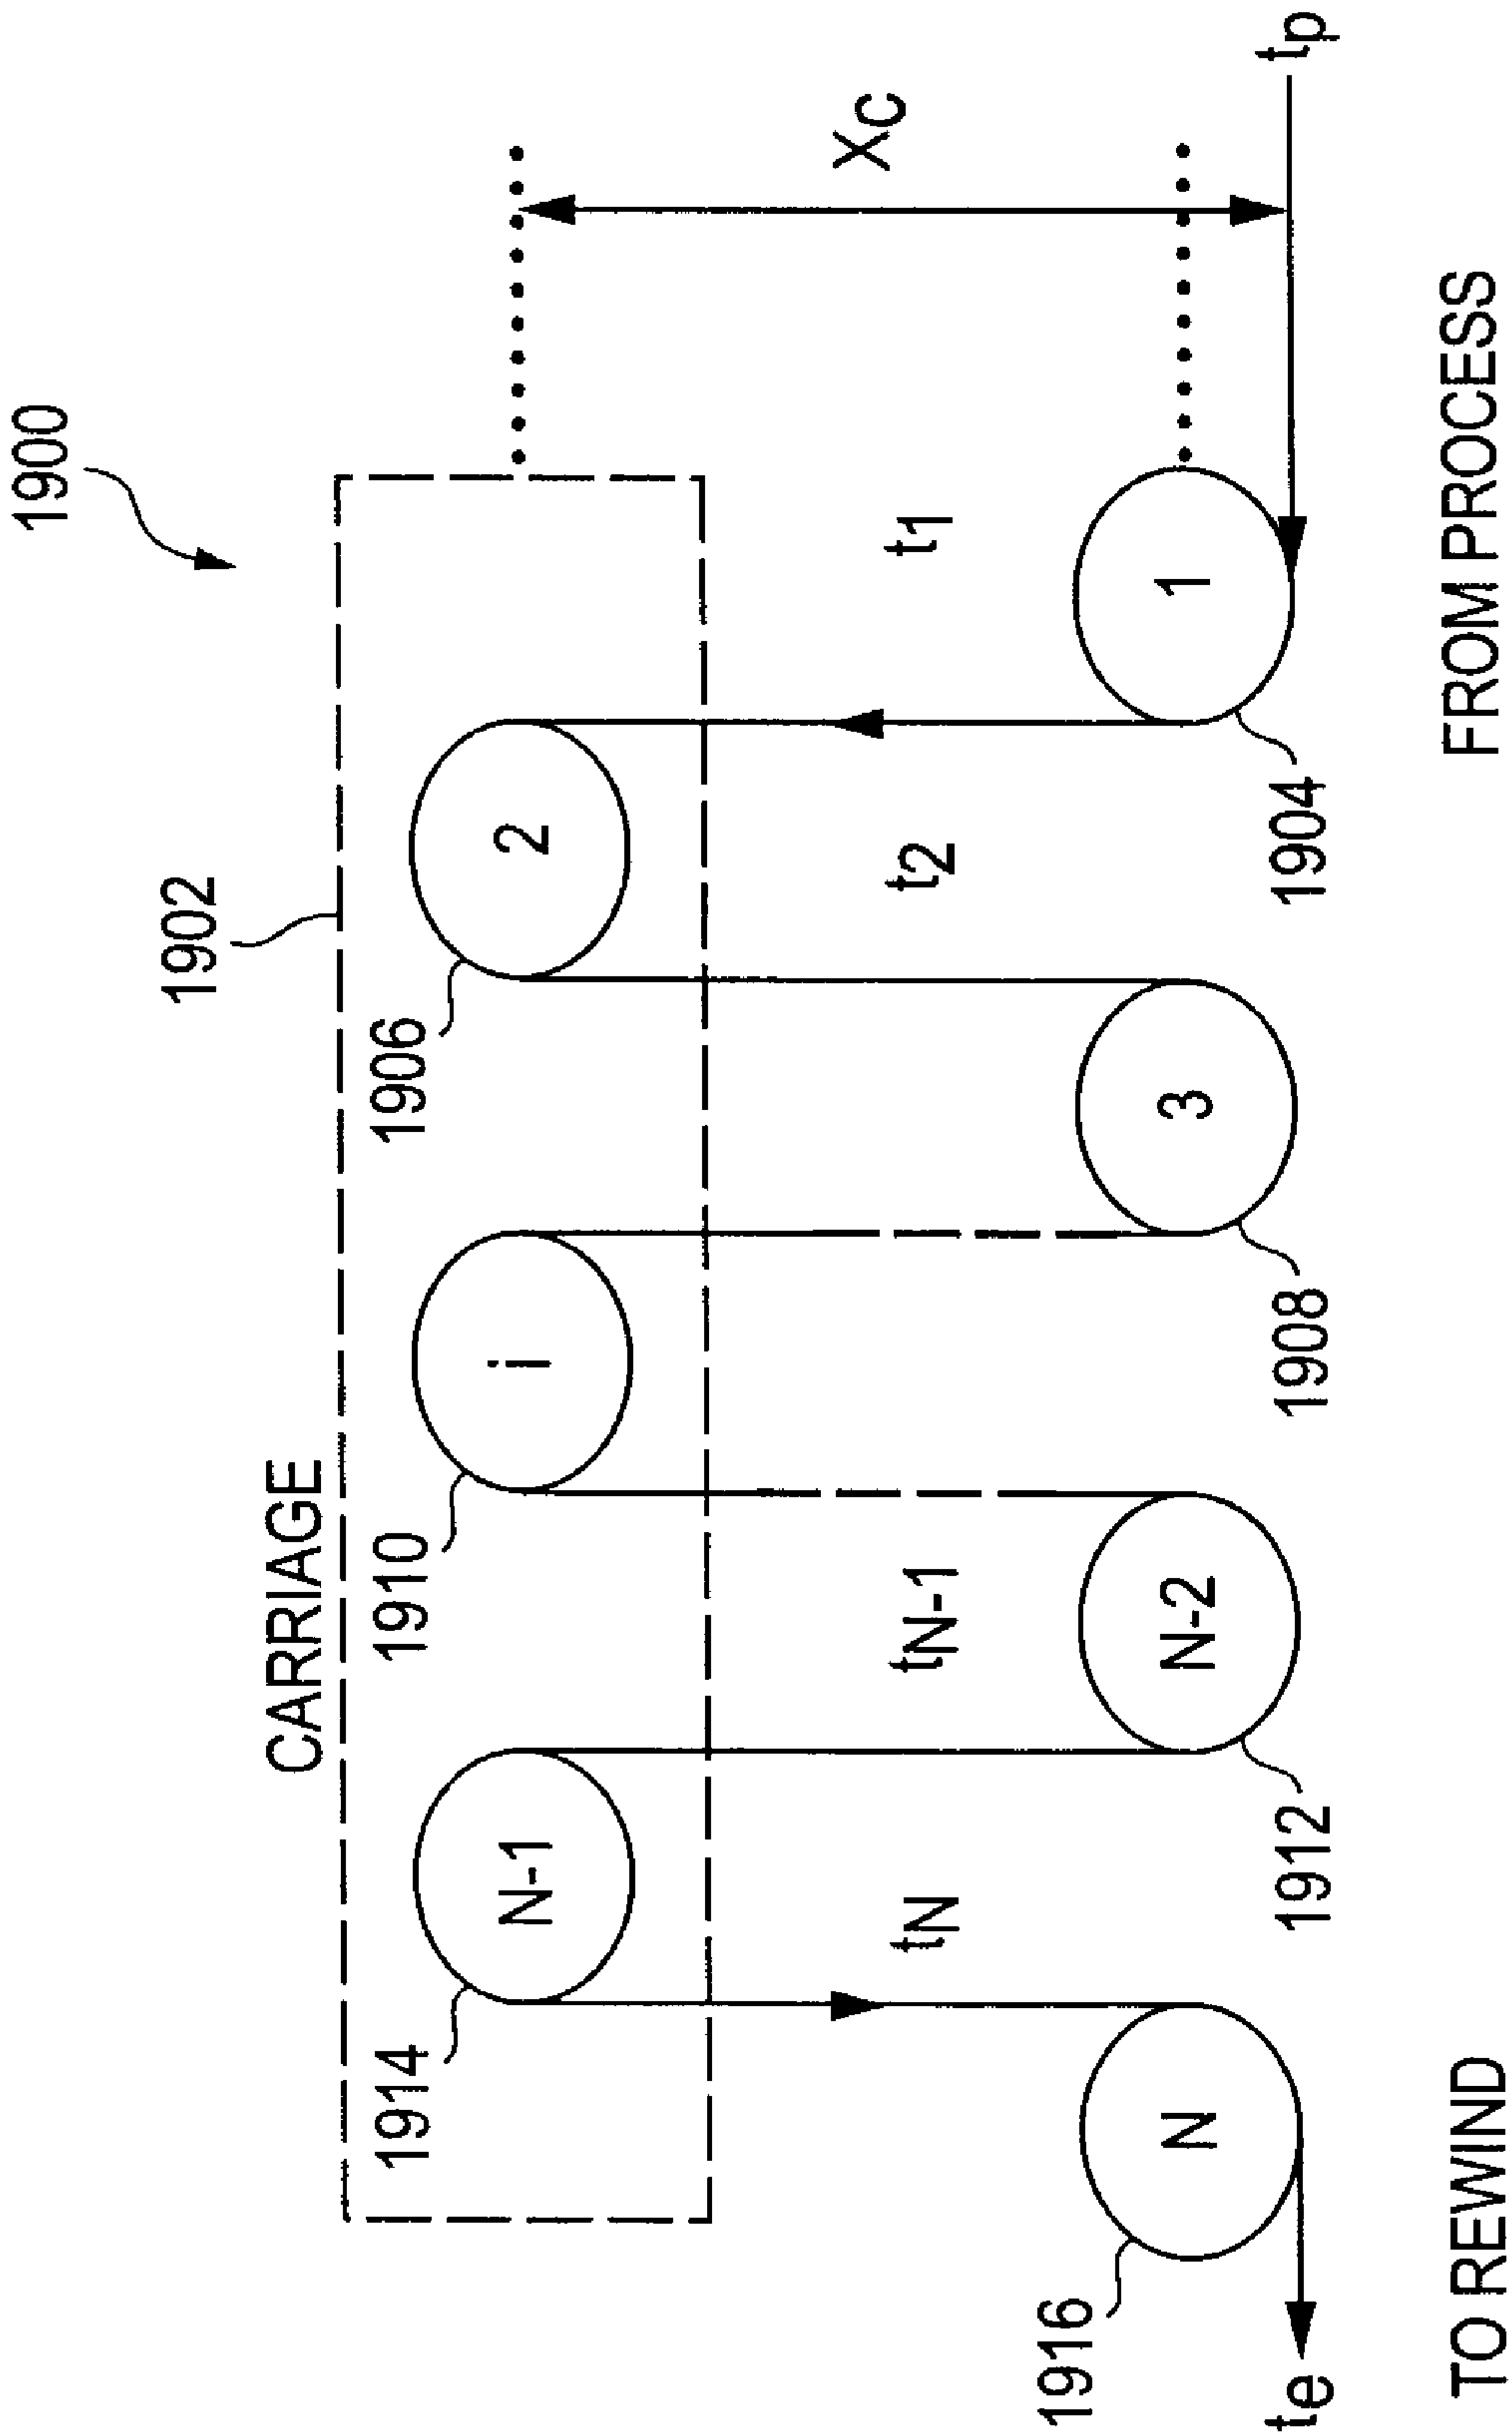 1900
1902
CARRIAGE
1914
1910
1906
N-1
i
2
Xc
tN
tN-1
t2
t1
1916
N
N-2
3
1
te
1912
1908
1904
tp
TO REWIND
FROM PROCESS